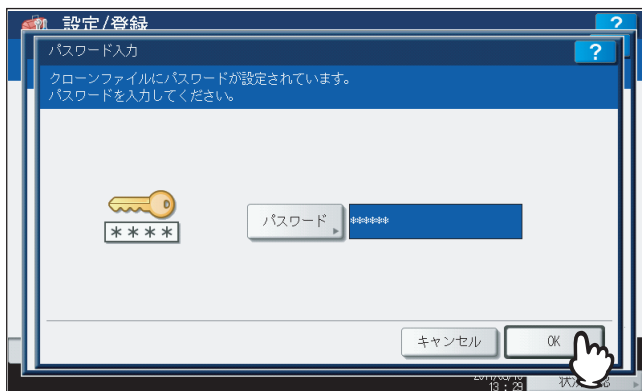 設定/登録
?
パスワード入力
?
クローンファイルにパスワードが設定されています。
パスワードを入力してください。
パスワード
******
****
キャンセル
OK
13:29